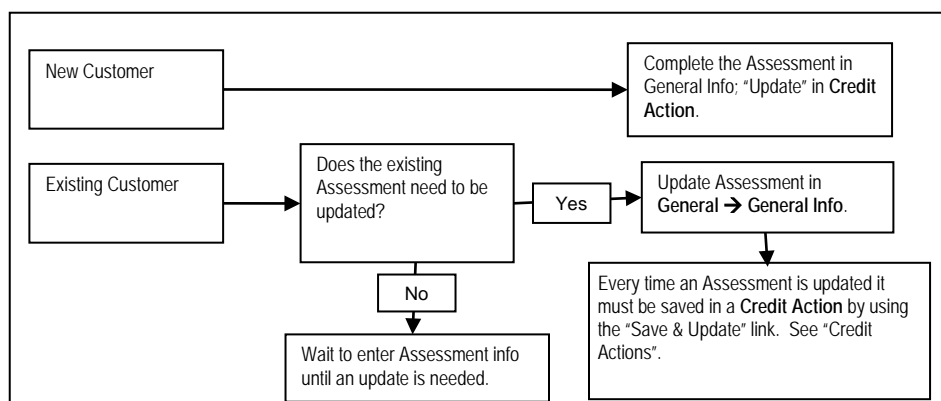 New Customer
Complete the Assessment in
General Info; “Update” in Credit
Action.
Existing Customer
Does the existing
Assessment need to be
updated?
Yes
Update Assessment in
General ➔ General Info.
No
Wait to enter Assessment info
until an update is needed.
Every time an Assessment is updated it
must be saved in a Credit Action by using
the “Save & Update” link. See “Credit
Actions”.